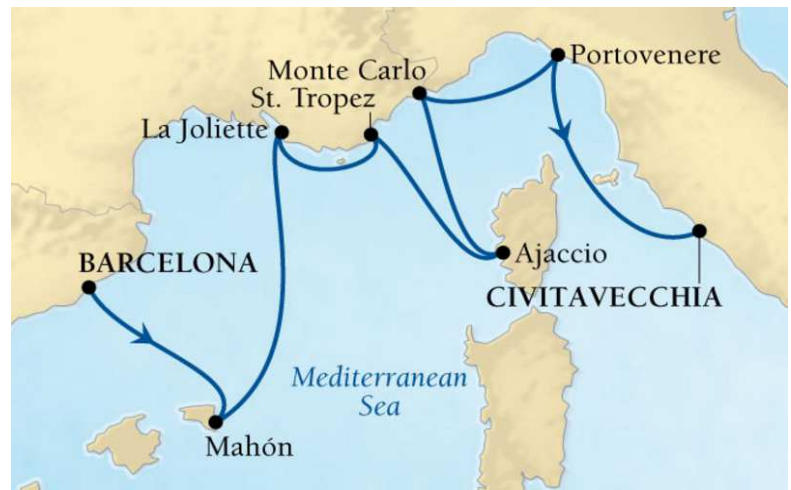 Portovenere
Monte Carlo
St. Tropez
La Joliette
BARCELONA
Ajaccio
CIVITAVECCHIA
Mediterranean
Sea
Mahón